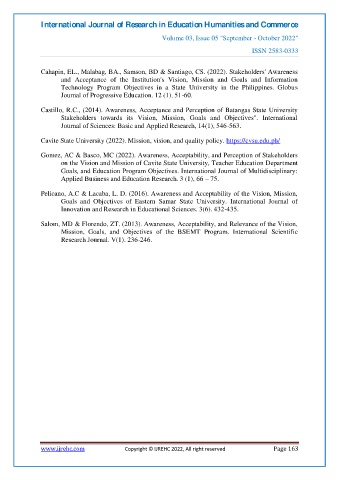 International Journal of Research in Education Humanities and Commerce
Volume 03, Issue 05 "September - October 2022"
ISSN 2583-0333
Cahapin, EL., Malabag, BA., Samson, BD & Santiago, CS. (2022). Stakeholders' Awareness
and Acceptance of the Institution's Vision, Mission and Goals and Information
Technology Program Objectives in a State University in the Philippines. Globus
Journal of Progressive Education. 12 (1). 51-60.
Castillo, R.C., (2014). Awareness, Acceptance and Perception of Batangas State University
Stakeholders towards its Vision, Mission, Goals and Objectives". International
Journal of Sciences: Basic and Applied Research, 14(1), 546-563.
Cavite State University (2022). Mission, vision, and quality policy. https://cvsu.edu.ph/
Gomez, AC & Basco, MC (2022). Awareness, Acceptability, and Perception of Stakeholders
on the Vision and Mission of Cavite State University, Teacher Education Department
Goals, and Education Program Objectives. International Journal of Multidisciplinary:
Applied Business and Education Research. 3 (1), 66 – 75.
Pelicano, A.C & Lacaba, L. D. (2016). Awareness and Acceptability of the Vision, Mission,
Goals and Objectives of Eastern Samar State University. International Journal of
Innovation and Research in Educational Sciences. 3(6). 432-435.
Salom, MD & Florendo, ZT. (2013). Awareness, Acceptability, and Relevance of the Vision,
Mission, Goals, and Objectives of the BSEMT Program. International Scientific
Research Journal. V(1). 236-246.
www.ijrehc.com Copyright © IJREHC 2022, All right reserved Page 163